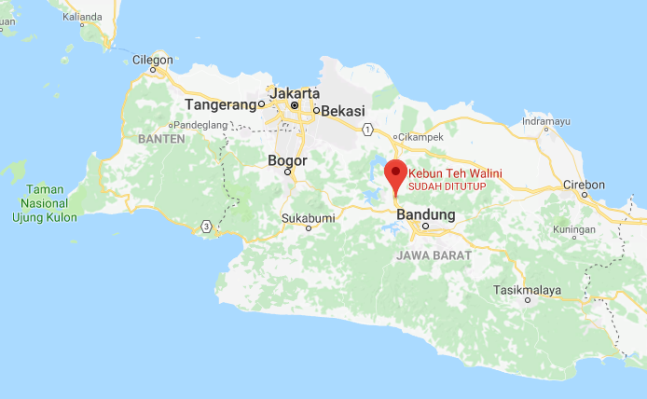 Kalianda
Cilegon
Jakarta
Tangerang
Bekasi
Pandeglang
BANTEN
1
Cikampek
Indramayu
Bogor
Kebun Teh Walini
SUDAH DITUTUP
Cirebon
Taman
Nasional
Ujung Kulon
3
Sukabumi
Bandung
Kuningan
JAWA BARAT
Tasikmalaya